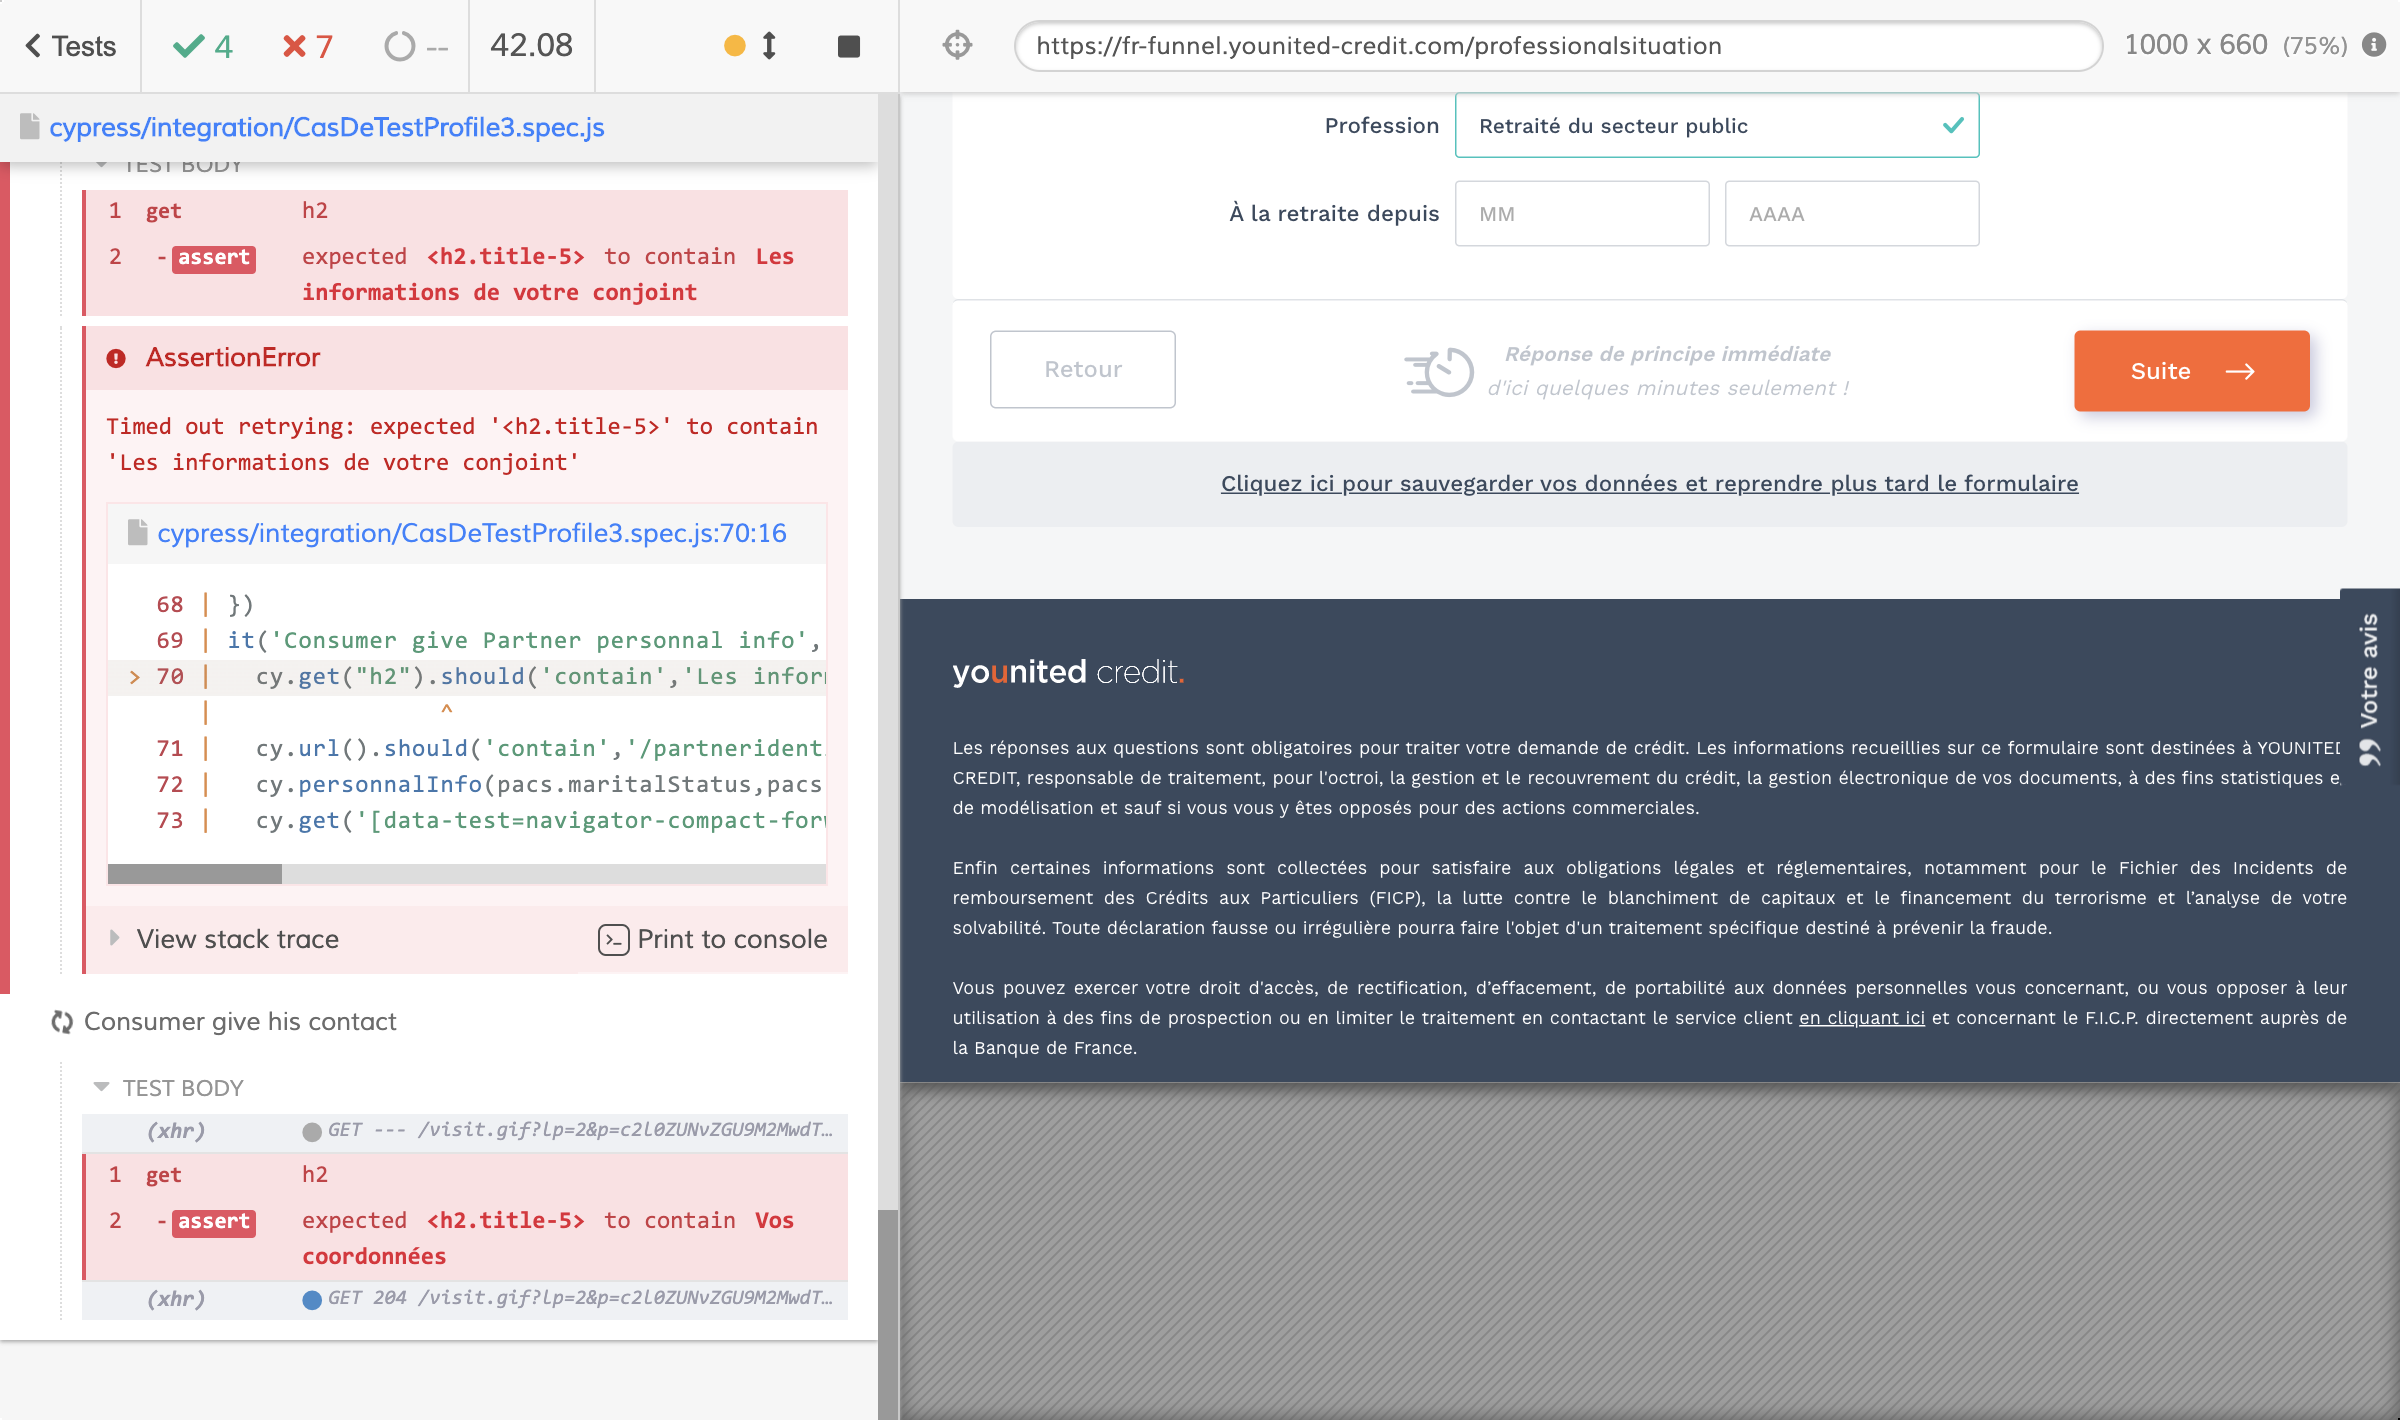 Tests
4
7
--
42.08
https://fr-funnel.younited-credit.com/professionalsituation
1000 x 660 (75%)
cypress/integration/CasDeTestProfile3.spec.js
TEST BODY
1 get h2
2 - assert expected <h2.title-5> to contain Les
informations de votre conjoint
AssertionError
Timed out retrying: expected '<h2.title-5>' to contain
'Les informations de votre conjoint'
cypress/integration/CasDeTestProfile3.spec.js:70:16
68 | })
69 | it('Consumer give Partner personnal info',
> 70 | cy.get("h2").should('contain','Les infor
| ^
71 | cy.url().should('contain','/partnerident
72 | cy.personnalInfo(pacs.maritalStatus,pacs
73 | cy.get('[data-test=navigator-compact-for
View stack trace
Print to console
Consumer give his contact
TEST BODY
(xhr) GET --- /visit.gif?lp=2&p=c2l0ZUNvZGU9M2MwdT…
1 get h2
2 - assert expected <h2.title-5> to contain Vos
coordonnées
(xhr) GET 204 /visit.gif?lp=2&p=c2l0ZUNvZGU9M2MwdT…
Profession
Retraité du secteur public
À la retraite depuis
MM
AAAA
Retour
Réponse de principe immédiate
d'ici quelques minutes seulement !
Suite
Cliquez ici pour sauvegarder vos données et reprendre plus tard le formulaire
Votre avis
younited credit.
Les réponses aux questions sont obligatoires pour traiter votre demande de crédit. Les informations recueillies sur ce formulaire sont destinées à YOUNITED
CREDIT, responsable de traitement, pour l'octroi, la gestion et le recouvrement du crédit, la gestion électronique de vos documents, à des fins statistiques e
de modélisation et sauf si vous vous y êtes opposés pour des actions commerciales.
Enfin certaines informations sont collectées pour satisfaire aux obligations légales et réglementaires, notamment pour le Fichier des Incidents de
remboursement des Crédits aux Particuliers (FICP), la lutte contre le blanchiment de capitaux et le financement du terrorisme et l’analyse de votre
solvabilité. Toute déclaration fausse ou irrégulière pourra faire l'objet d'un traitement spécifique destiné à prévenir la fraude.
Vous pouvez exercer votre droit d'accès, de rectification, d’effacement, de portabilité aux données personnelles vous concernant, ou vous opposer à leur
utilisation à des fins de prospection ou en limiter le traitement en contactant le service client en cliquant ici et concernant le F.I.C.P. directement auprès de
la Banque de France.